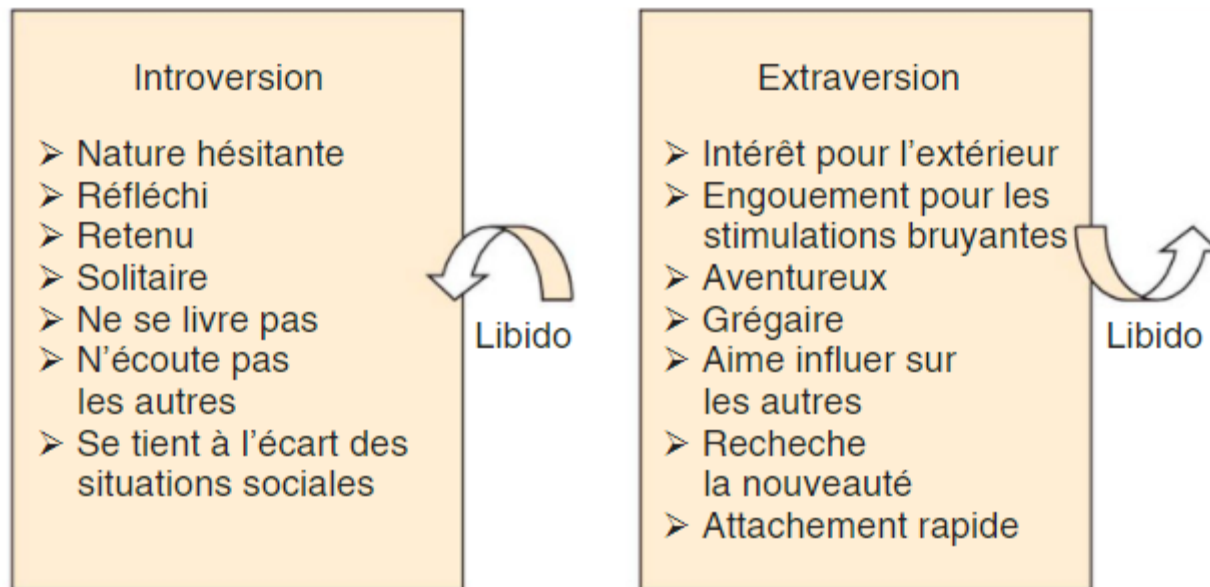 Introversion
➢ Nature hésitante
➢ Réfléchi
➢ Retenu
➢ Solitaire
➢ Ne se livre pas
➢ N’écoute pas
les autres
➢ Se tient à l’écart des
situations sociales
Libido
Extraversion
➢ Intérêt pour l’extérieur
➢ Engouement pour les
stimulations bruyantes
➢ Aventureux
➢ Grégaire
➢ Aime influer sur
les autres
➢ Recheche
la nouveauté
➢ Attachement rapide
Libido